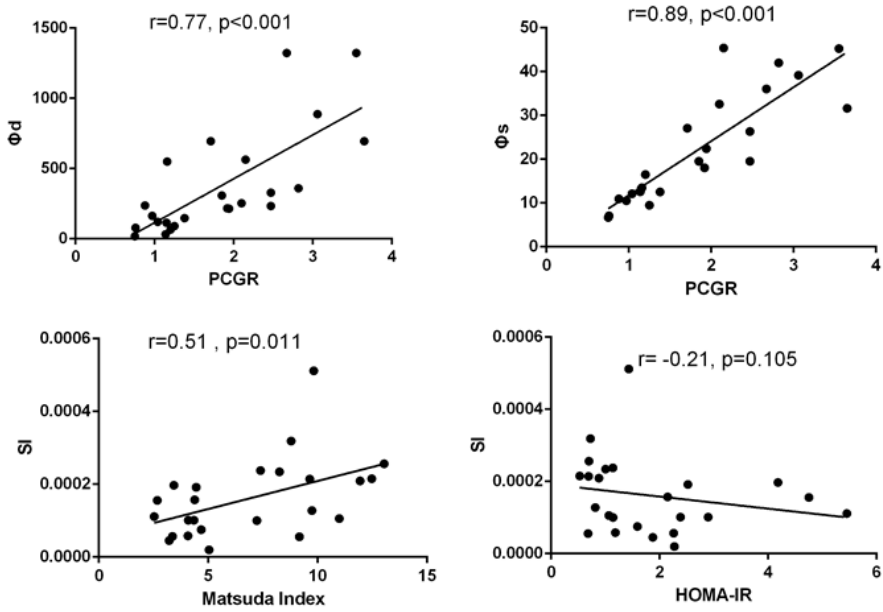 r=0.77, p<0.001
1500
1000
500
0
Φd
0 1 2 3 4
PCGR
r=0.89, p<0.001
50
40
30
20
10
0
Φs
0 1 2 3 4
PCGR
r=0.51 , p=0.011
0.0006
0.0004
0.0002
0.0000
SI
0 5 10 15
Matsuda Index
r= -0.21, p=0.105
0.0006
0.0004
0.0002
0.0000
SI
0 2 4 6
HOMA-IR